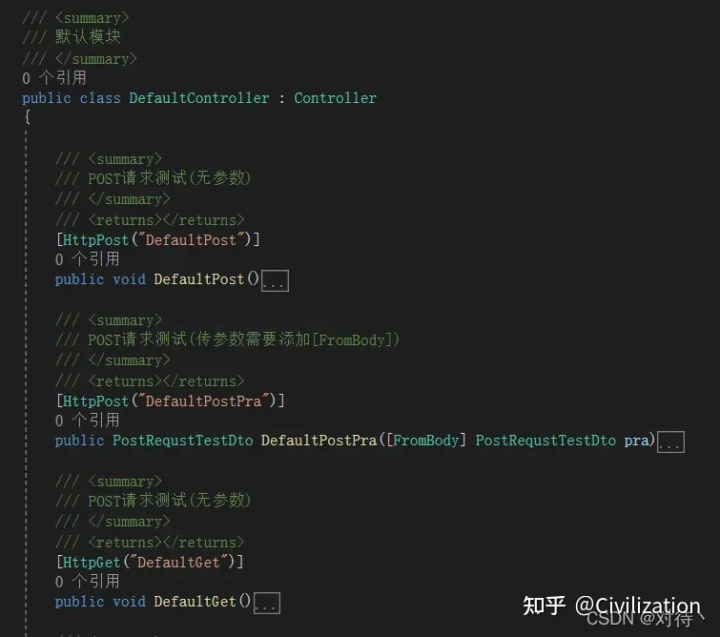 /// <summary>
/// 默认模块
/// </summary>
0 个引用
public class DefaultController : Controller
{
/// <summary>
/// POST请求测试(无参数)
/// </summary>
/// <returns></returns>
[HttpPost("DefaultPost")]
0 个引用
public void DefaultPost()...
/// <summary>
/// POST请求测试(传参数需要添加[FromBody])
/// </summary>
/// <returns></returns>
[HttpPost("DefaultPostPra")]
0 个引用
public PostRequstTestDto DefaultPostPra([FromBody] PostRequstTestDto pra)...
/// <summary>
/// POST请求测试(无参数)
/// </summary>
/// <returns></returns>
[HttpGet("DefaultGet")]
0 个引用
public void DefaultGet()...
知乎 @Civilization
CSDN @对待丶